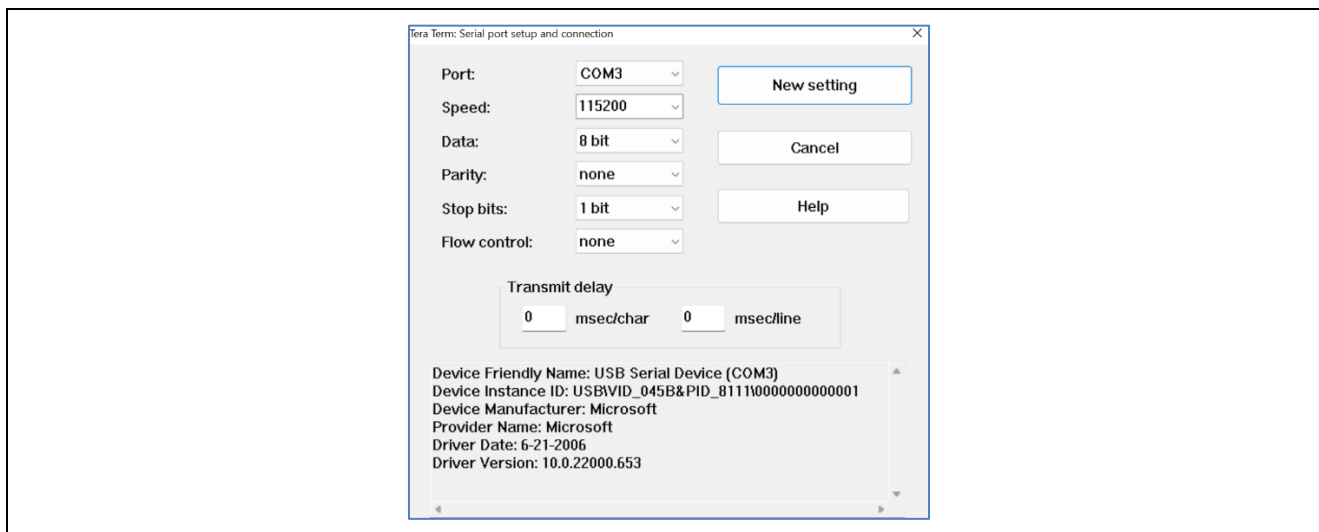 Tera Term: Serial port setup and connection
Port: COM3 New setting
Speed: 115200
Data: 8 bit Cancel
Parity: none
Stop bits: 1 bit Help
Flow control: none
Transmit delay
0 msec/char 0 msec/line
Device Friendly Name: USB Serial Device (COM3)
Device Instance ID: USB\VID_045B&PID_8111\0000000000001
Device Manufacturer: Microsoft
Provider Name: Microsoft
Driver Date: 6-21-2006
Driver Version: 10.0.22000.653